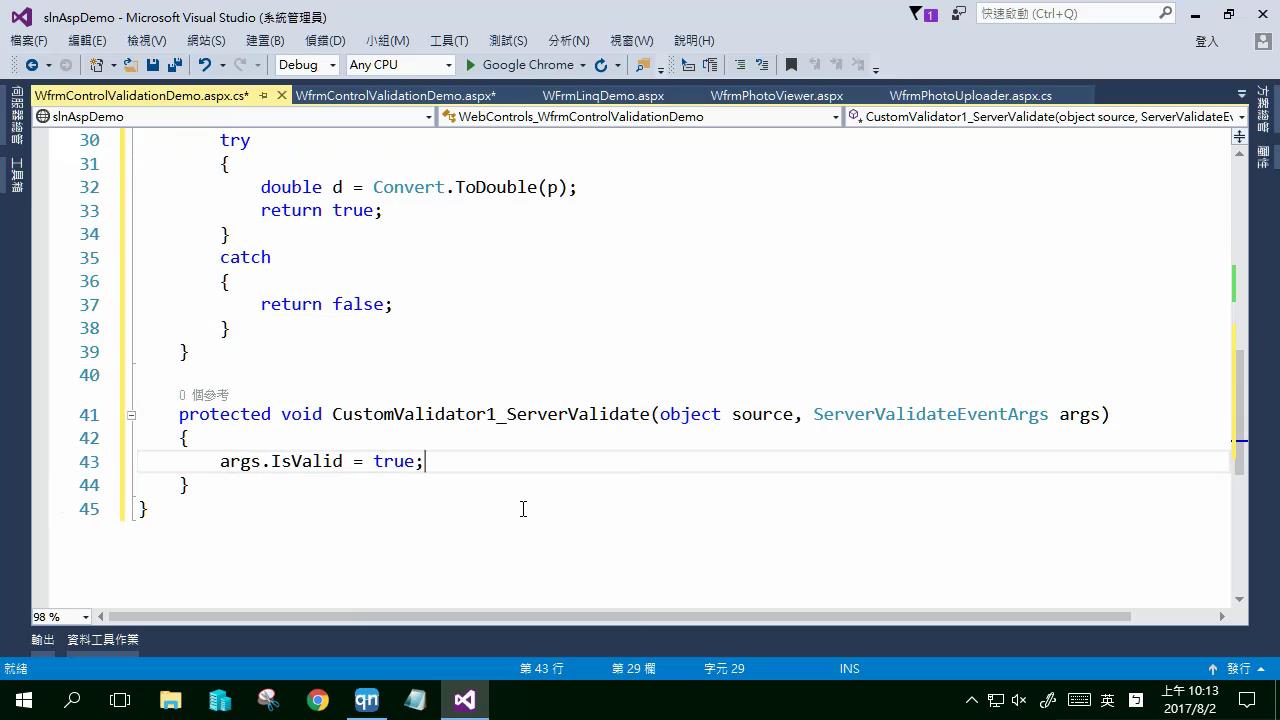 slnAspDemo - Microsoft Visual Studio (系統管理員)
1
快速啟動 (Ctrl+Q)
檔案(F) 編輯(E) 檢視(V) 網站(S) 建置(B) 偵錯(D) 小組(M) 工具(T) 測試(S) 分析(N) 視窗(W) 說明(H)
登入
Debug Any CPU Google Chrome
伺服器總管 工具箱
WfrmControlValidationDemo.aspx.cs* WfrmControlValidationDemo.aspx* WFrmLinqDemo.aspx WfrmPhotoViewer.aspx WfrmPhotoUploader.aspx.cs
slnAspDemo WebControls_WfrmControlValidationDemo CustomValidator1_ServerValidate(object source, ServerValidateEv
方案總管 屬性
30 try
31 {
32 double d = Convert.ToDouble(p);
33 return true;
34 }
35 catch
36 {
37 return false;
38 }
39 }
40
0 個參考
41 protected void CustomValidator1_ServerValidate(object source, ServerValidateEventArgs args)
42 {
43 args.IsValid = true;
44 }
45 }
98 %
輸出 資料工具作業
就緒 第 43 行 第 29 欄 字元 29 INS 發行
qn
英
上午 10:13
2017/8/2